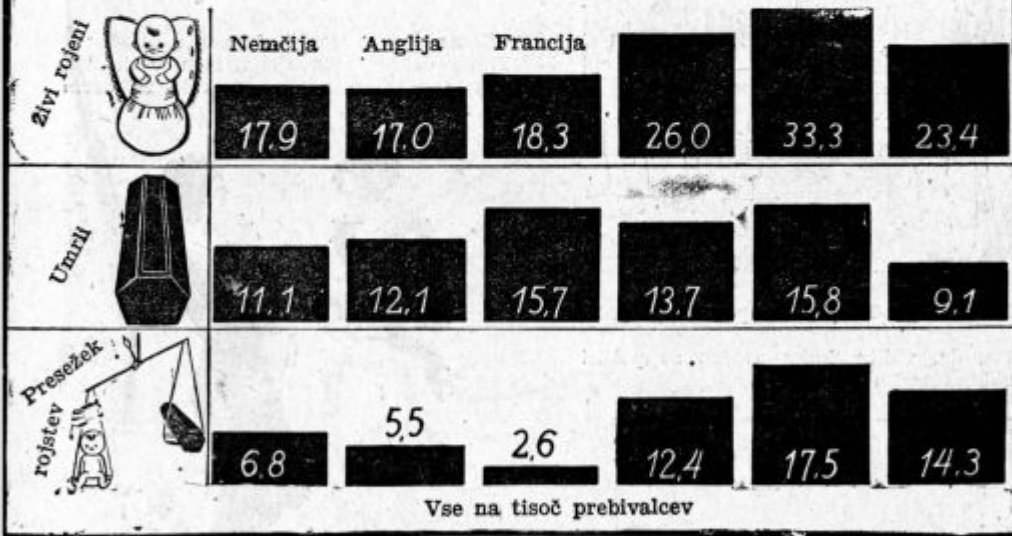 Živi rojeni
Nemčija Anglija Francija
17.9 17.0 18,3 26,0 33,3 23,4
Umrli
11.1 12,1 15,7 13.7 15,8 9,1
Presežek
rojstev
6.8 5,5 2,6 12,4 17,5 14.3
Vse na tisoč prebivalcev